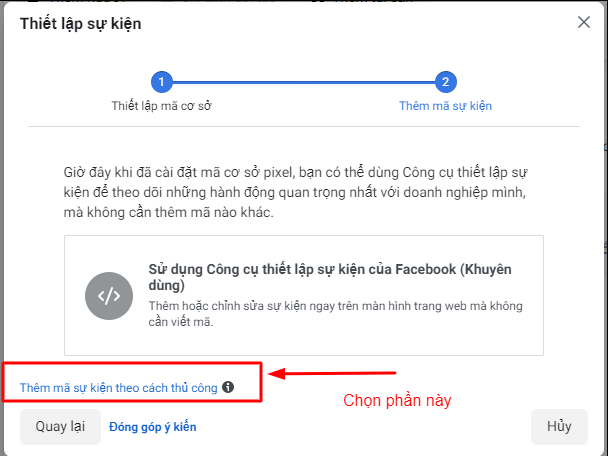 Thiết lập sự kiện
1
2
Thiết lập mã cơ sở
Thêm mã sự kiện
Giờ đây khi đã cài đặt mã cơ sở pixel, bạn có thể dùng Công cụ thiết lập sự
kiện để theo dõi những hành động quan trọng nhất với doanh nghiệp mình,
mà không cần thêm mã nào khác.
Sử dụng Công cụ thiết lập sự kiện của Facebook (Khuyên
dùng)
Thêm hoặc chỉnh sửa sự kiện ngay trên màn hình trang web mà không
cần viết mã.
Thêm mã sự kiện theo cách thủ công
Chọn phần này
Quay lại
Đóng góp ý kiến
Hủy